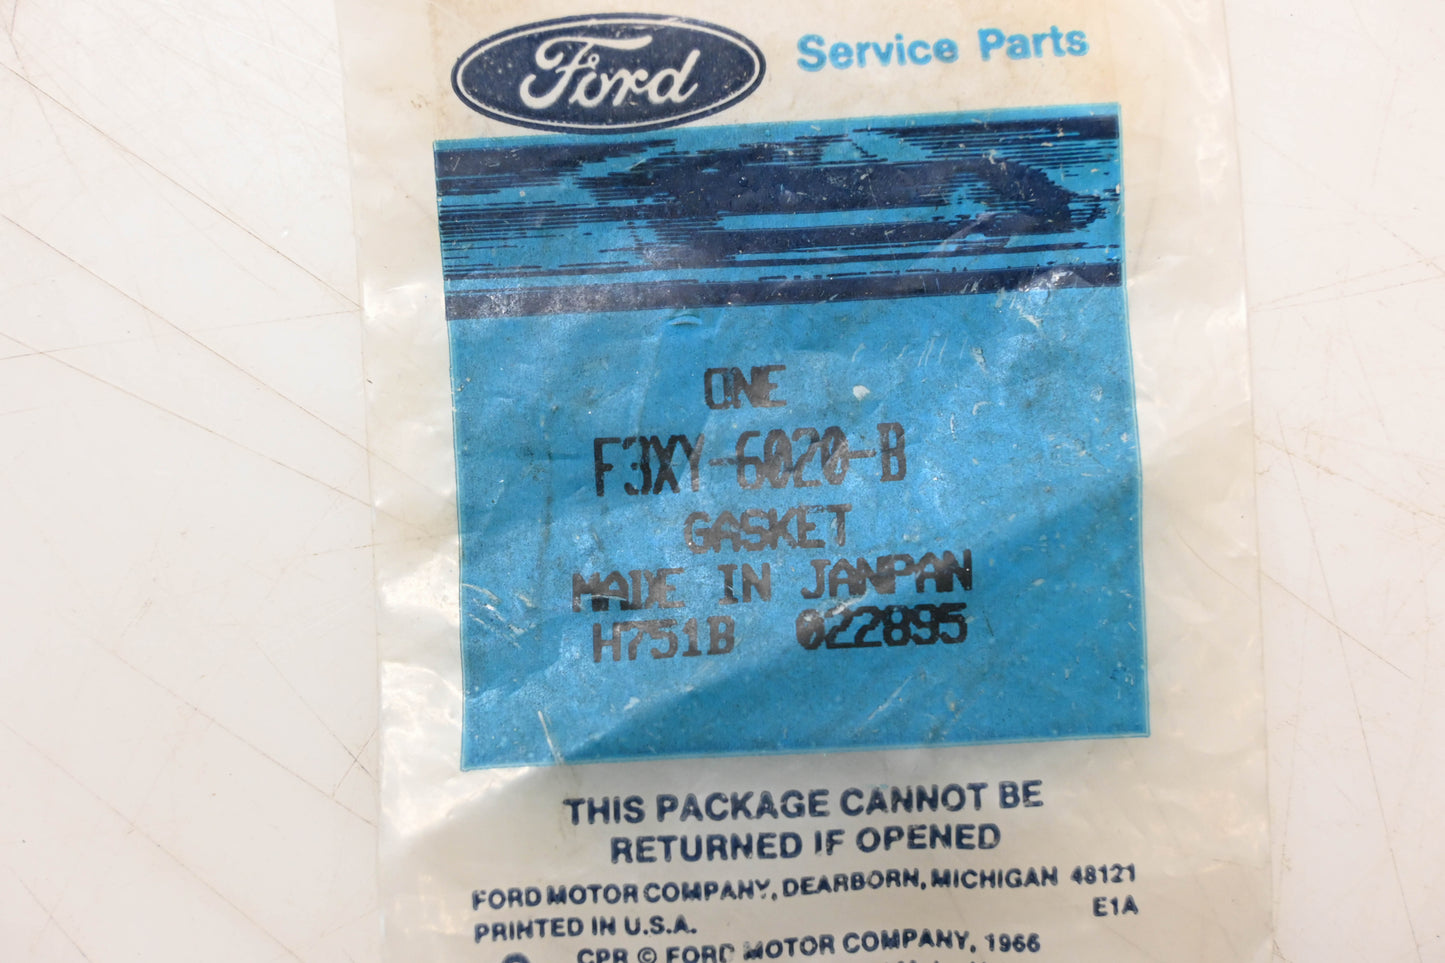 Ford
Service Parts
ONE
F3XY-6020-B
GASKET
MADE IN JANPAN
H751B 022895
THIS PACKAGE CANNOT BE
RETURNED IF OPENED
FORD MOTOR COMPANY, DEARBORN, MICHIGAN 48121
PRINTED IN U.S.A. E1A
CPR © FORD MOTOR COMPANY, 1966